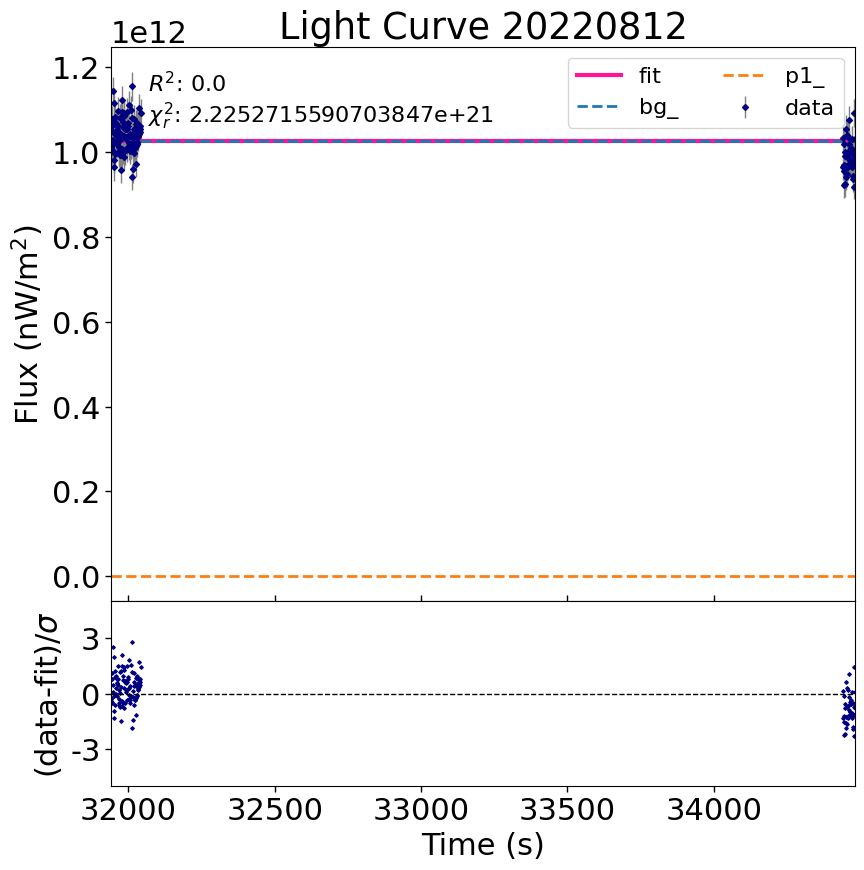 Light Curve 20220812
1e12
R²: 0.0
χ²ᵣ: 2.2252715590703847e+21
fit
bg_
p1_
data
1.2
1.0
0.8
0.6
0.4
0.2
0.0
Flux (nW/m²)
3
0
-3
(data-fit)/σ
32000 32500 33000 33500 34000
Time (s)